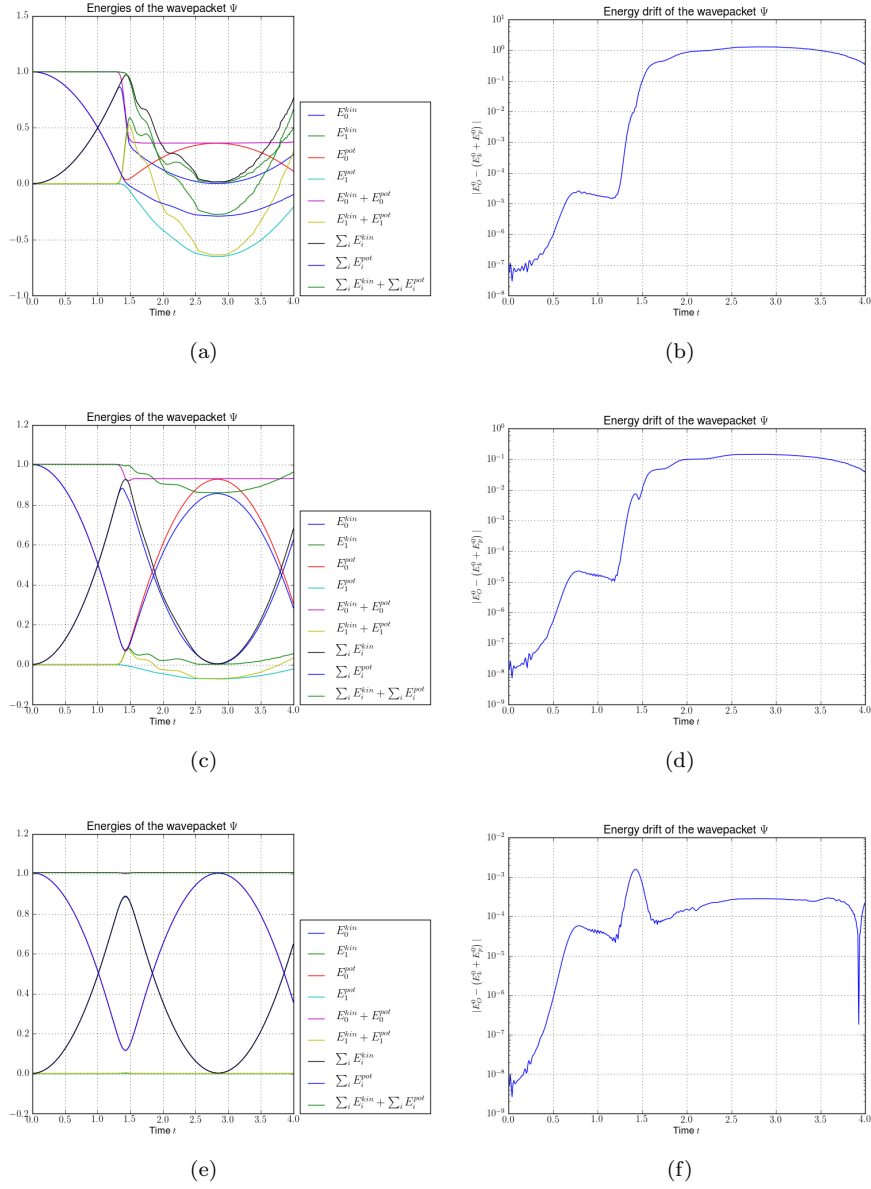 Energies of the wavepacket Ψ
1.5
1.0
0.5
0.0
−0.5
−1.0
0.0 0.5 1.0 1.5 2.0 2.5 3.0 3.5 4.0
Time t
E_0^{kin}
E_1^{kin}
E_0^{pot}
E_1^{pot}
E_0^{kin} + E_0^{pot}
E_1^{kin} + E_1^{pot}
∑_i E_i^{kin}
∑_i E_i^{pot}
∑_i E_i^{kin} + ∑_i E_i^{pot}
(a)
Energy drift of the wavepacket Ψ
10^1
10^0
10^{-1}
10^{-2}
10^{-3}
10^{-4}
10^{-5}
10^{-6}
10^{-7}
10^{-8}
|E_O^0 − (E_k^0 + E_p^0)|
0.0 0.5 1.0 1.5 2.0 2.5 3.0 3.5 4.0
Time t
(b)
Energies of the wavepacket Ψ
1.2
1.0
0.8
0.6
0.4
0.2
0.0
−0.2
0.0 0.5 1.0 1.5 2.0 2.5 3.0 3.5 4.0
Time t
E_0^{kin}
E_1^{kin}
E_0^{pot}
E_1^{pot}
E_0^{kin} + E_0^{pot}
E_1^{kin} + E_1^{pot}
∑_i E_i^{kin}
∑_i E_i^{pot}
∑_i E_i^{kin} + ∑_i E_i^{pot}
(c)
Energy drift of the wavepacket Ψ
10^0
10^{-1}
10^{-2}
10^{-3}
10^{-4}
10^{-5}
10^{-6}
10^{-7}
10^{-8}
10^{-9}
|E_O^0 − (E_k^0 + E_p^0)|
0.0 0.5 1.0 1.5 2.0 2.5 3.0 3.5 4.0
Time t
(d)
Energies of the wavepacket Ψ
1.2
1.0
0.8
0.6
0.4
0.2
0.0
−0.2
0.0 0.5 1.0 1.5 2.0 2.5 3.0 3.5 4.0
Time t
E_0^{kin}
E_1^{kin}
E_0^{pot}
E_1^{pot}
E_0^{kin} + E_0^{pot}
E_1^{kin} + E_1^{pot}
∑_i E_i^{kin}
∑_i E_i^{pot}
∑_i E_i^{kin} + ∑_i E_i^{pot}
(e)
Energy drift of the wavepacket Ψ
10^{-2}
10^{-3}
10^{-4}
10^{-5}
10^{-6}
10^{-7}
10^{-8}
10^{-9}
|E_O^0 − (E_k^0 + E_p^0)|
0.0 0.5 1.0 1.5 2.0 2.5 3.0 3.5 4.0
Time t
(f)